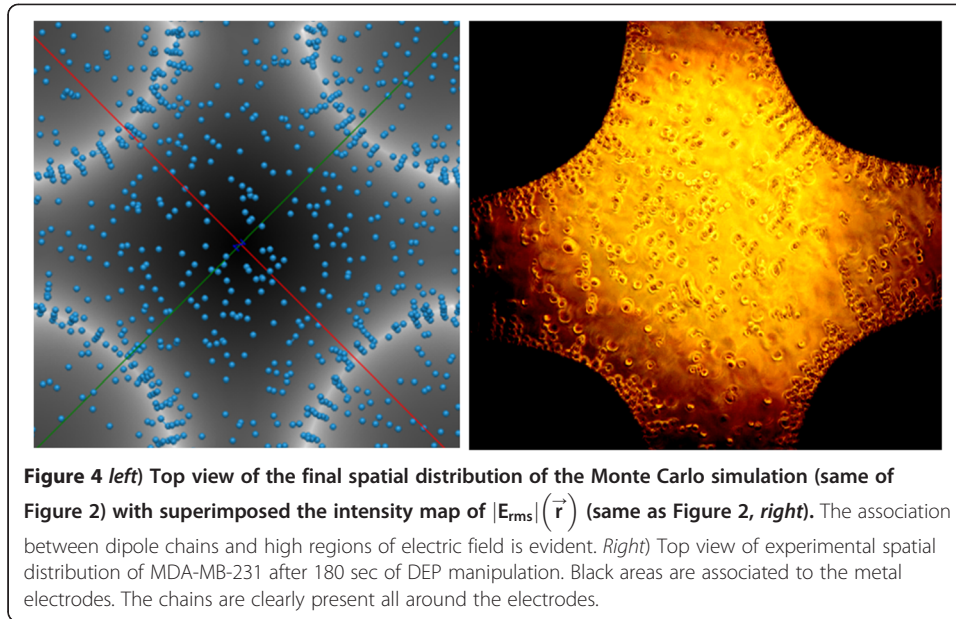 Figure 4 left) Top view of the final spatial distribution of the Monte Carlo simulation (same of
Figure 2) with superimposed the intensity map of |E_rms|(r⃗) (same as Figure 2, right). The association
between dipole chains and high regions of electric field is evident. Right) Top view of experimental spatial
distribution of MDA-MB-231 after 180 sec of DEP manipulation. Black areas are associated to the metal
electrodes. The chains are clearly present all around the electrodes.